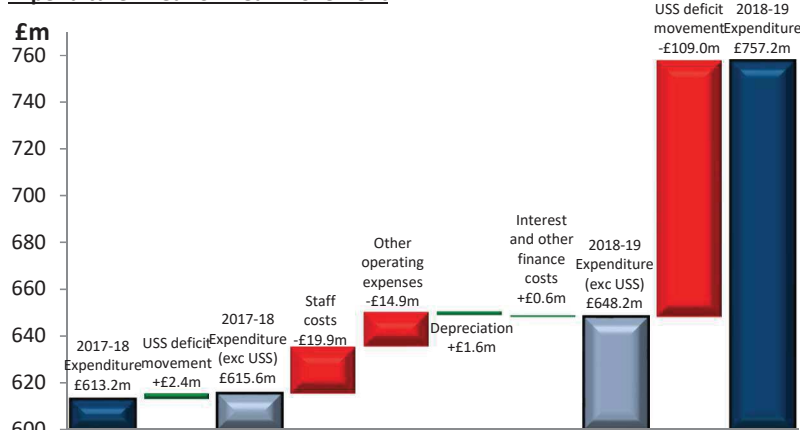 £m
760
740
720
700
680
660
640
620
600
2017-18
Expenditure
£613.2m
USS deficit
movement
+£2.4m
2017-18
Expenditure
(exc USS)
£615.6m
Staff
costs
-£19.9m
Other
operating
expenses
-£14.9m
Depreciation
+£1.6m
Interest
and other
finance
costs
+£0.6m
2018-19
Expenditure
(exc USS)
£648.2m
USS deficit
movement
-£109.0m
2018-19
Expenditure
£757.2m